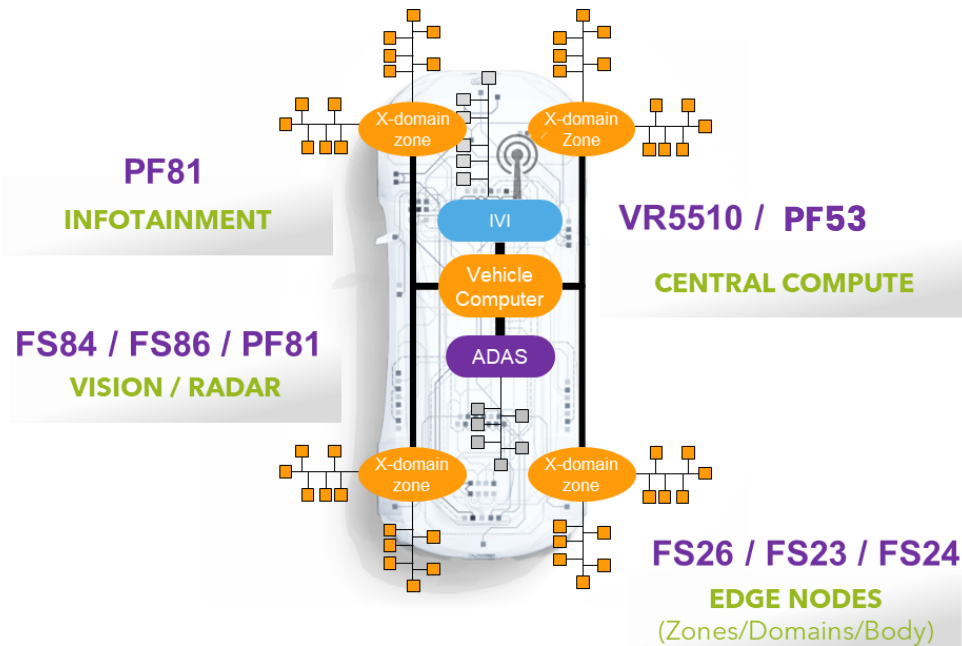 X-domain
zone
X-domain
Zone
PF81
INFOTAINMENT
IVI
VR5510 / PF53
CENTRAL COMPUTE
Vehicle
Computer
FS84 / FS86 / PF81
VISION / RADAR
ADAS
X-domain
zone
X-domain
zone
FS26 / FS23 / FS24
EDGE NODES
(Zones/Domains/Body)